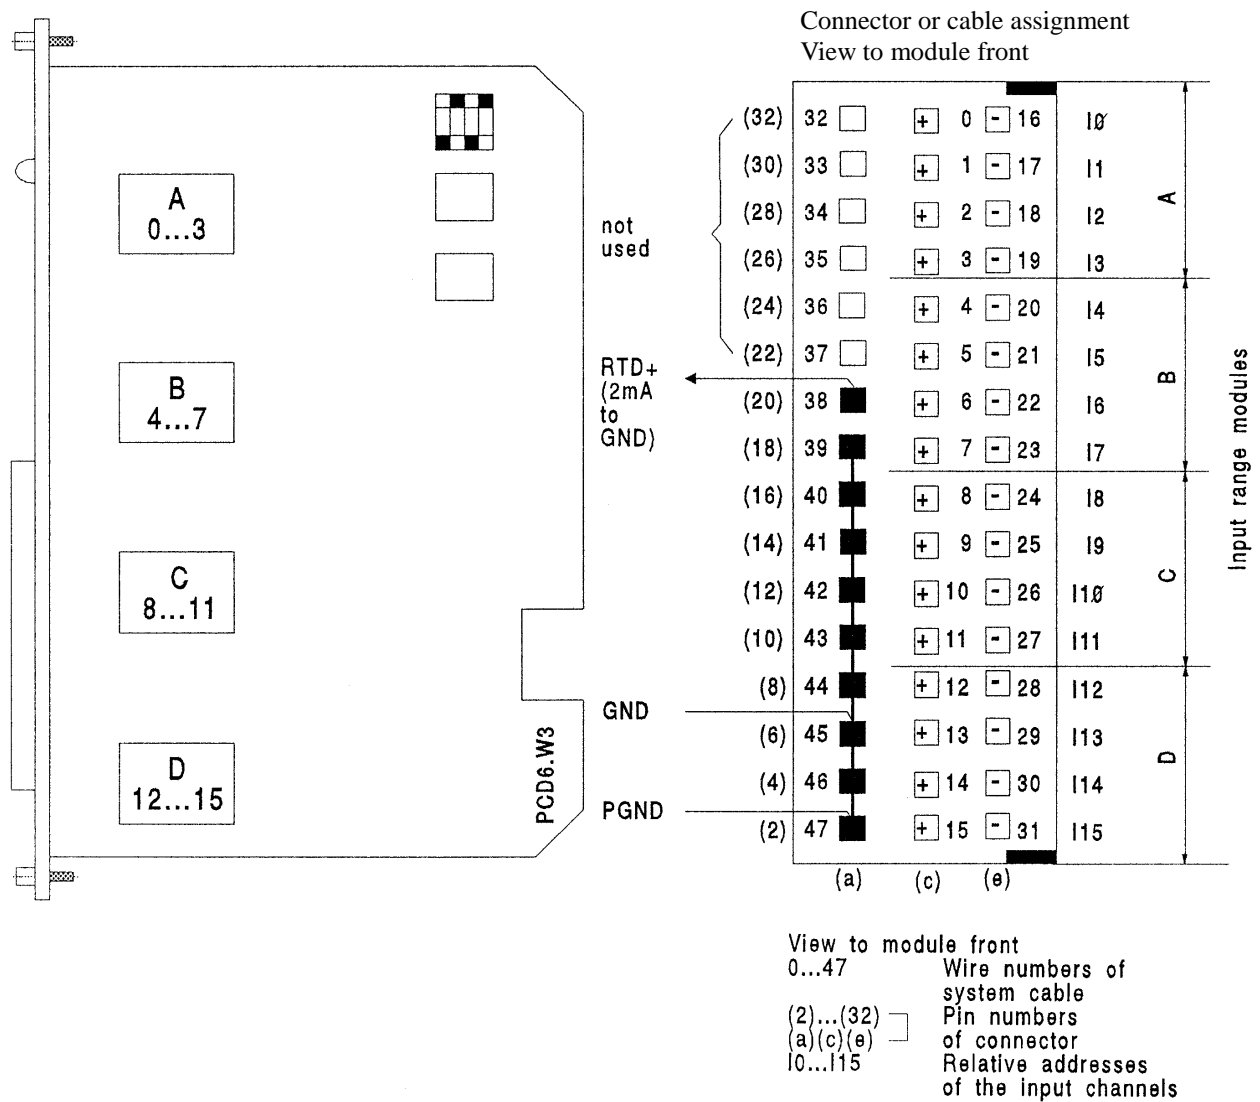 Connector or cable assignment
View to module front
A
0...3
B
4...7
C
8...11
D
12...15
PCD6.W3
not
used
RTD+
(2mA
to
GND)
GND
PGND
(32) 32 + 0 - 16 I0
(30) 33 + 1 - 17 I1
(28) 34 + 2 - 18 I2
(26) 35 + 3 - 19 I3
(24) 36 + 4 - 20 I4
(22) 37 + 5 - 21 I5
(20) 38 + 6 - 22 I6
(18) 39 + 7 - 23 I7
(16) 40 + 8 - 24 I8
(14) 41 + 9 - 25 I9
(12) 42 + 10 - 26 I10
(10) 43 + 11 - 27 I11
(8) 44 + 12 - 28 I12
(6) 45 + 13 - 29 I13
(4) 46 + 14 - 30 I14
(2) 47 + 15 - 31 I15
(a) (c) (e)
A
B
C
D
Input range modules
View to module front
0...47 Wire numbers of
system cable
(2)...(32) Pin numbers
(a)(c)(e) of connector
I0...I15 Relative addresses
of the input channels